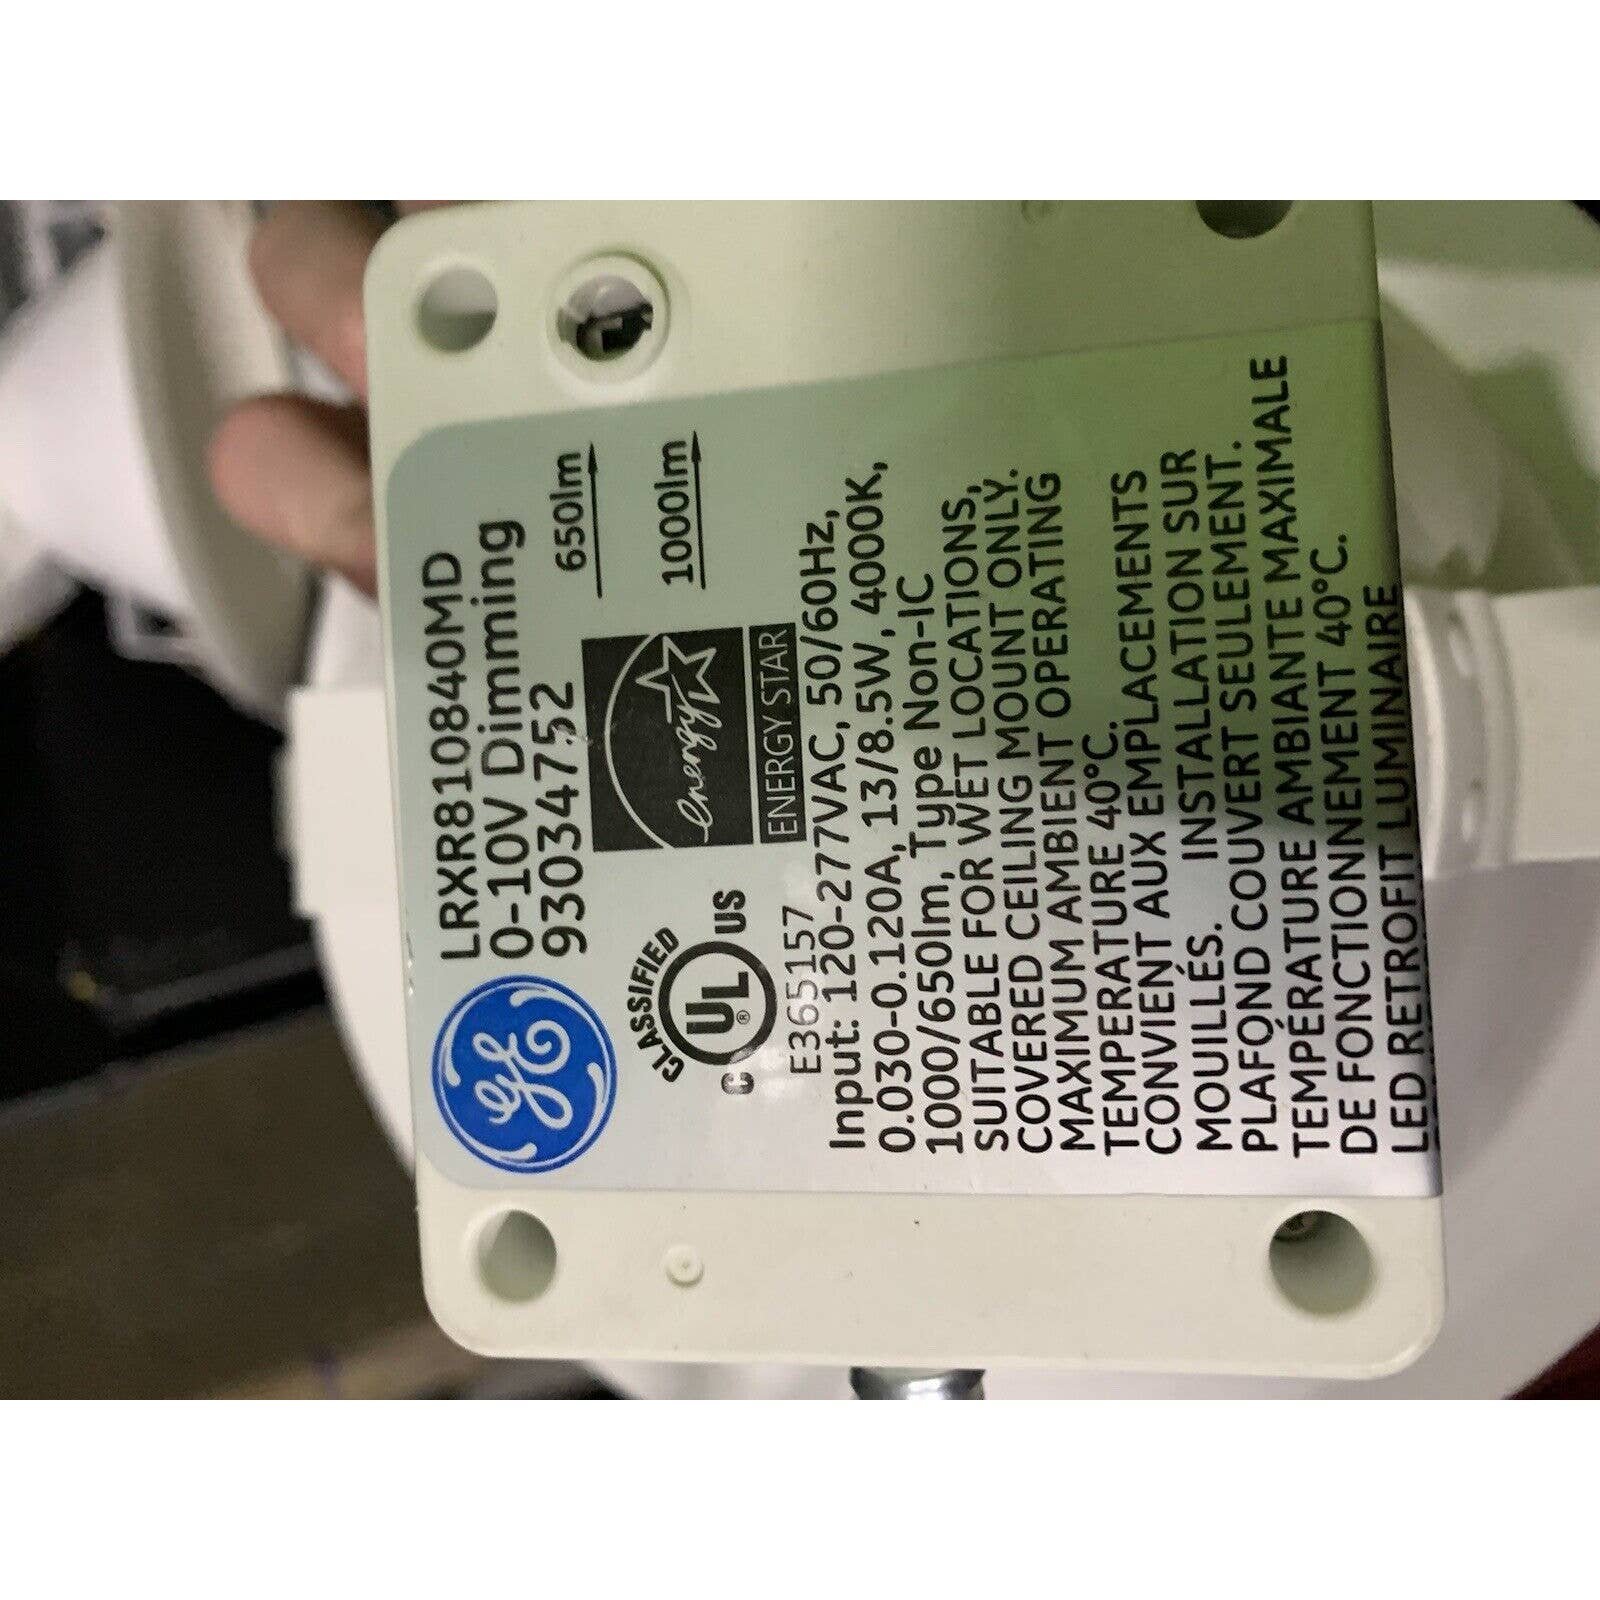 GE
LRXR810840MD
0-10V Dimming
93034752
650lm
1000lm
CLASSIFIED
C UL ® US
energy
ENERGY STAR
E365157
Input: 120-277VAC, 50/60Hz,
0.030-0.120A, 13/8.5W, 4000K,
1000/650lm, Type Non-IC
SUITABLE FOR WET LOCATIONS,
COVERED CEILING MOUNT ONLY.
MAXIMUM AMBIENT OPERATING
TEMPERATURE 40°C.
CONVIENT AUX EMPLACEMENTS
MOUILLÉS. INSTALLATION SUR
PLAFOND COUVERT SEULEMENT.
TEMPÉRATURE AMBIANTE MAXIMALE
DE FONCTIONNEMENT 40°C.
LED RETROFIT LUMINAIRE